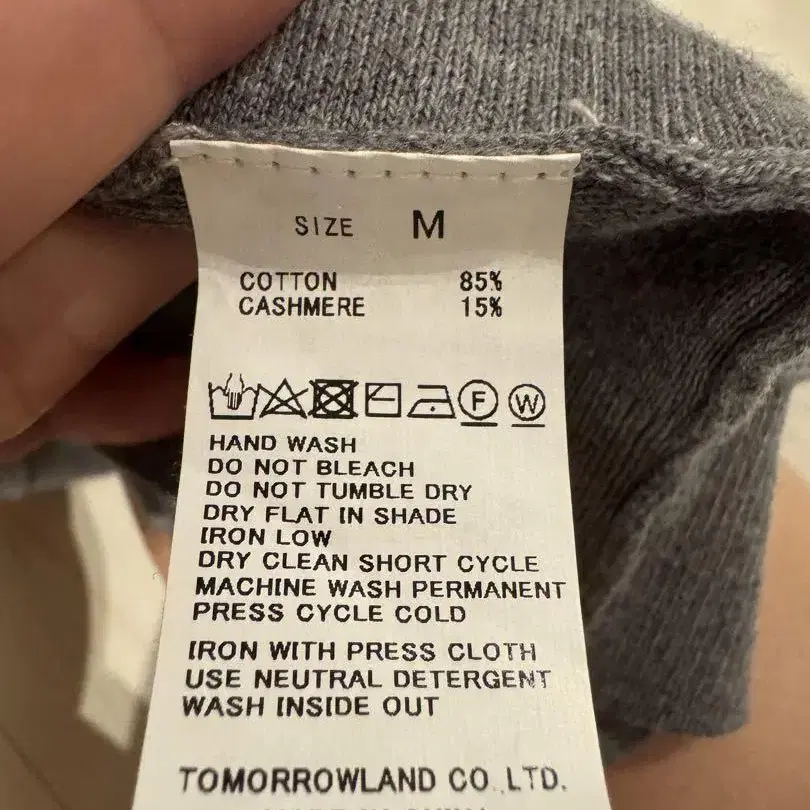 SIZE M
COTTON 85%
CASHMERE 15%
F W
HAND WASH
DO NOT BLEACH
DO NOT TUMBLE DRY
DRY FLAT IN SHADE
IRON LOW
DRY CLEAN SHORT CYCLE
MACHINE WASH PERMANENT
PRESS CYCLE COLD
IRON WITH PRESS CLOTH
USE NEUTRAL DETERGENT
WASH INSIDE OUT
TOMORROWLAND CO.,LTD.